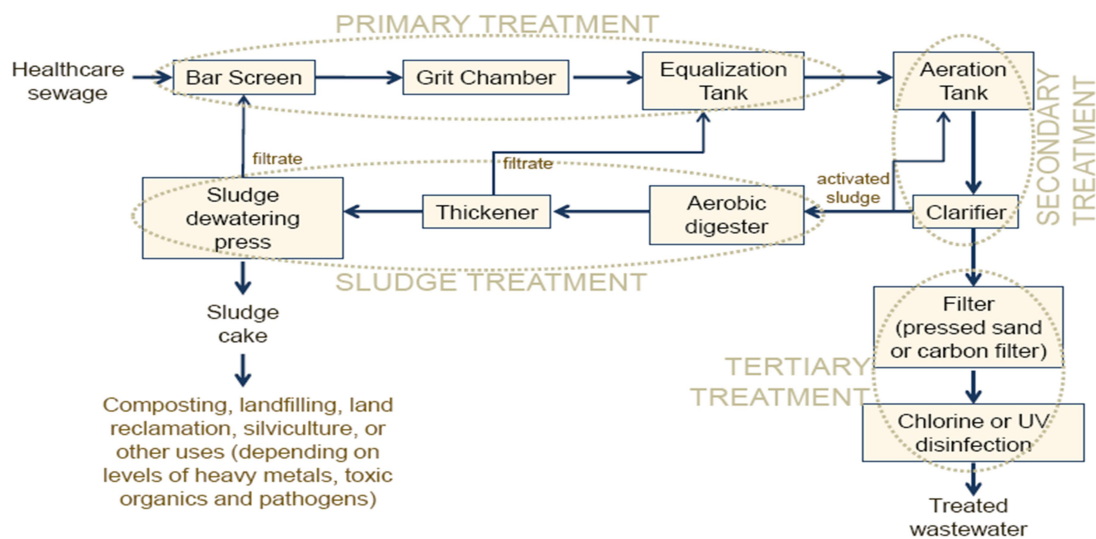 PRIMARY TREATMENT
Healthcare
sewage
Bar Screen
Grit Chamber
Equalization
Tank
Aeration
Tank
SECONDARY
TREATMENT
filtrate
filtrate
activated
sludge
Sludge
dewatering
press
Thickener
Aerobic
digester
Clarifier
SLUDGE TREATMENT
Sludge
cake
Filter
(pressed sand
or carbon filter)
TERTIARY
TREATMENT
Composting, landfilling, land
reclamation, silviculture, or
other uses (depending on
levels of heavy metals, toxic
organics and pathogens)
Chlorine or UV
disinfection
Treated
wastewater